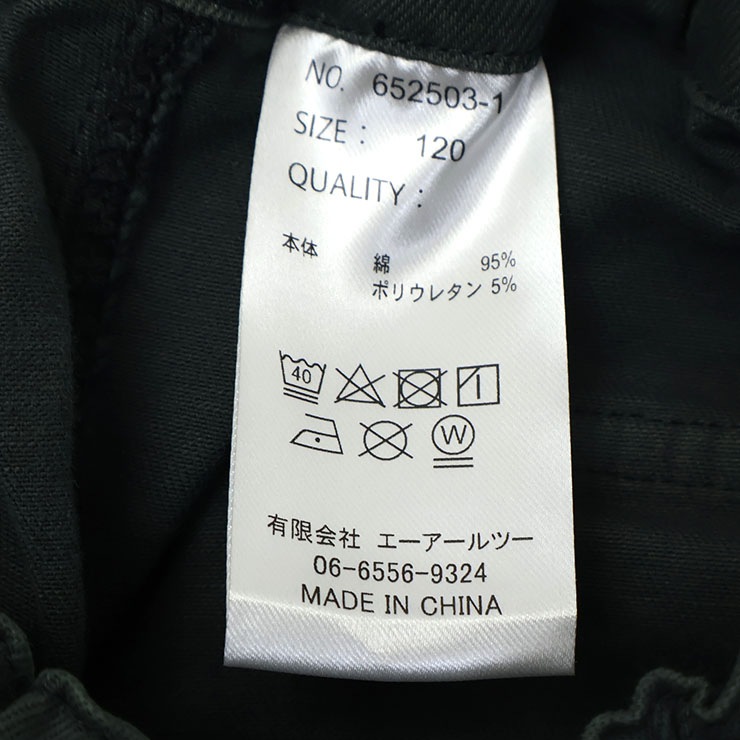 NO. 652503-1
SIZE : 120
QUALITY :
本体 綿 95%
ポリウレタン 5%
40
W
有限会社 エーアールツー
06-6556-9324
MADE IN CHINA